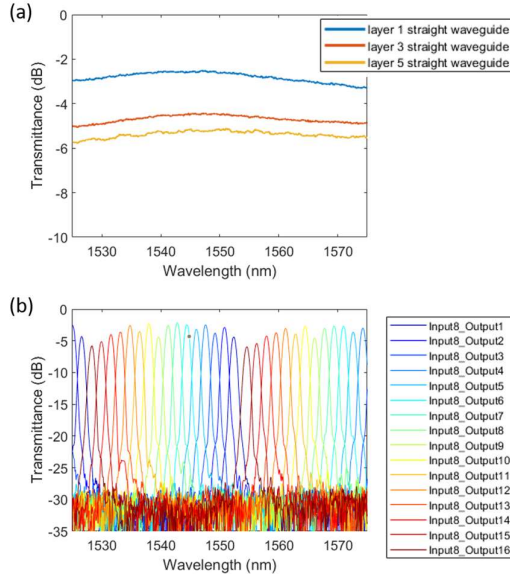 (a)
0
-2
-4
-6
-8
-10
Transmittance (dB)
layer 1 straight waveguide
layer 3 straight waveguide
layer 5 straight waveguide
1530 1540 1550 1560 1570
Wavelength (nm)
(b)
0
-5
-10
-15
-20
-25
-30
-35
Transmittance (dB)
1530 1540 1550 1560 1570
Wavelength (nm)
Input8_Output1
Input8_Output2
Input8_Output3
Input8_Output4
Input8_Output5
Input8_Output6
Input8_Output7
Input8_Output8
Input8_Output9
Input8_Output10
Input8_Output11
Input8_Output12
Input8_Output13
Input8_Output14
Input8_Output15
Input8_Output16